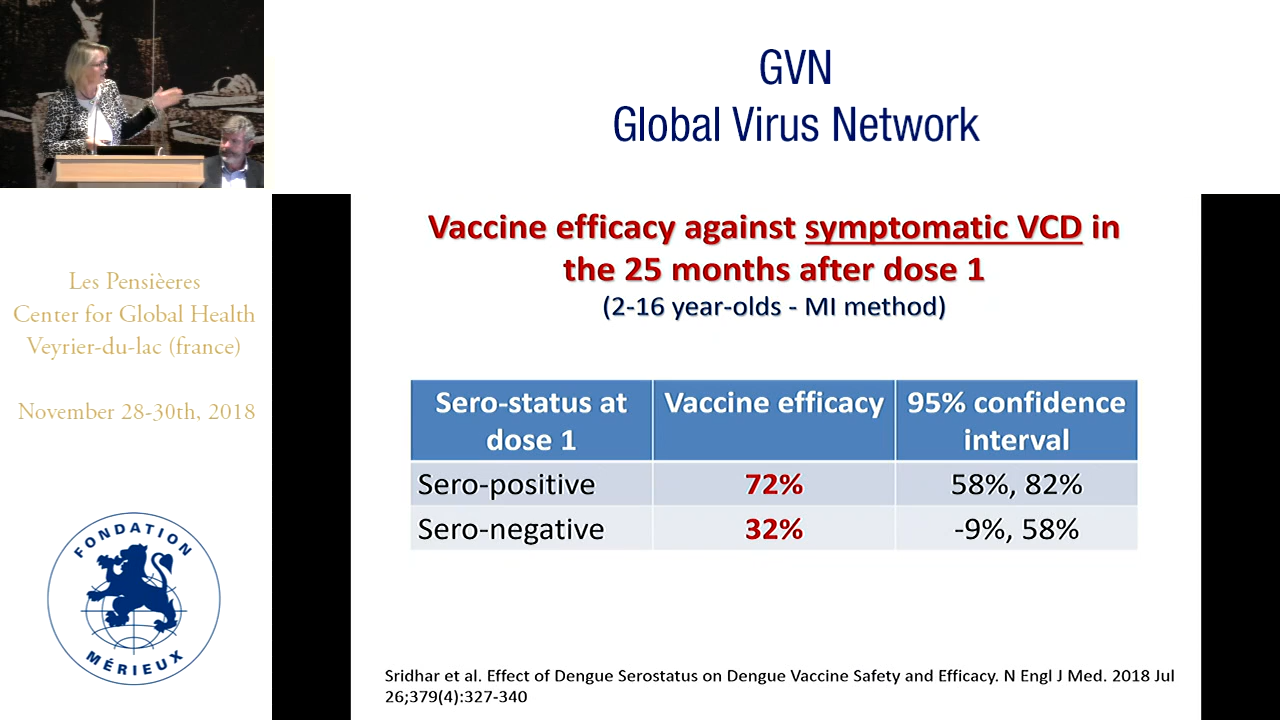 GVN
Global Virus Network
Les Pensièeres
Center for Global Health
Veyrier-du-lac (france)
November 28-30th, 2018
FONDATION
MÉRIEUX
Vaccine efficacy against symptomatic VCD in
the 25 months after dose 1
(2-16 year-olds - MI method)
Sero-status at dose 1 Vaccine efficacy 95% confidence interval
Sero-positive 72% 58%, 82%
Sero-negative 32% -9%, 58%
Sridhar et al. Effect of Dengue Serostatus on Dengue Vaccine Safety and Efficacy. N Engl J Med. 2018 Jul
26;379(4):327-340